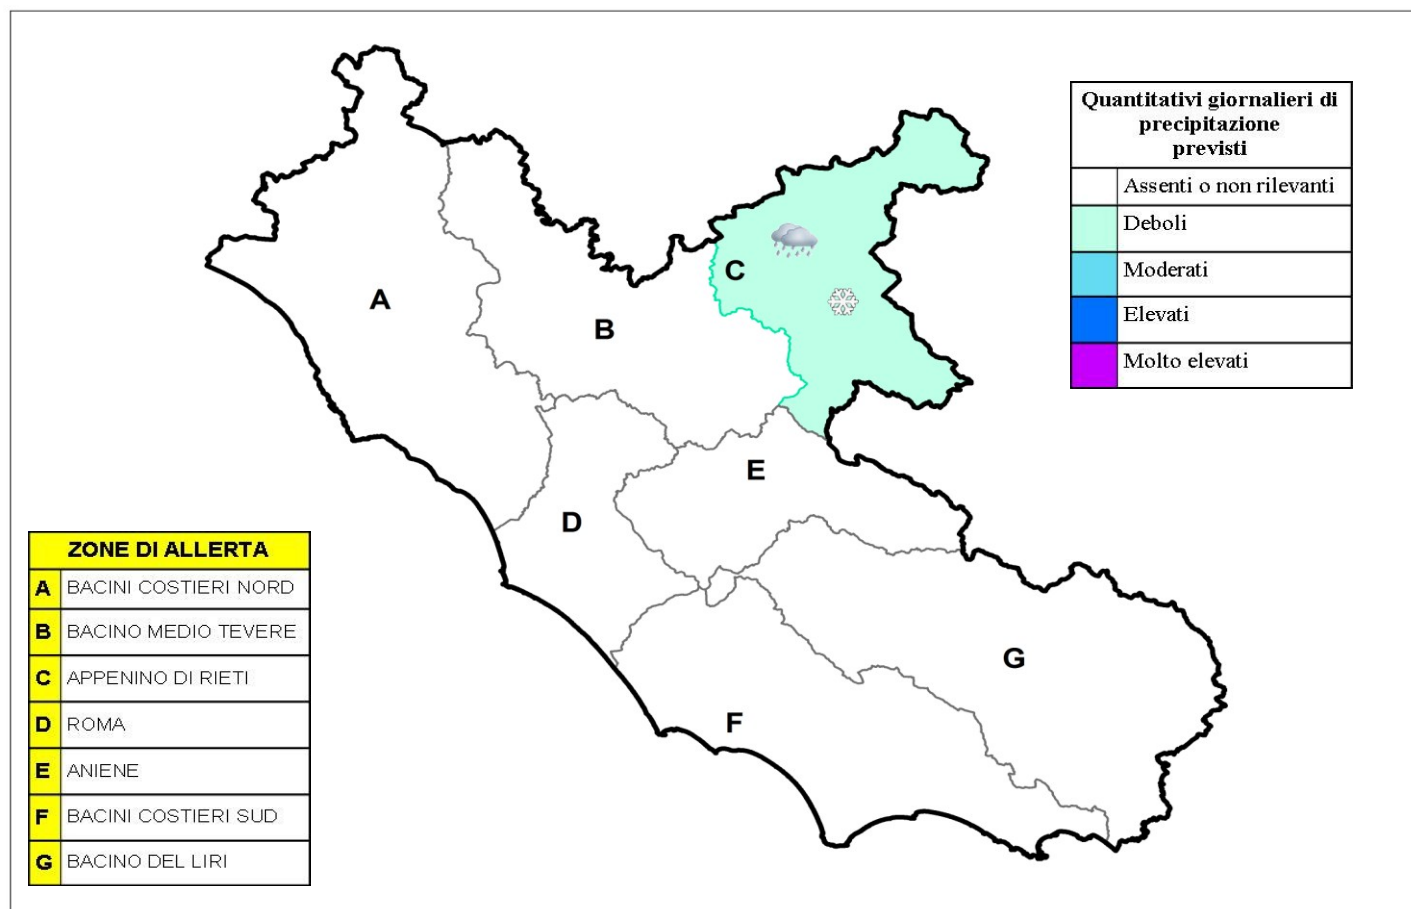 Quantitativi giornalieri di
precipitazione
previsti
Assenti o non rilevanti
Deboli
Moderati
Elevati
Molto elevati
A
B
C
D
E
F
G
ZONE DI ALLERTA
A BACINI COSTIERI NORD
B BACINO MEDIO TEVERE
C APPENINO DI RIETI
D ROMA
E ANIENE
F BACINI COSTIERI SUD
G BACINO DEL LIRI